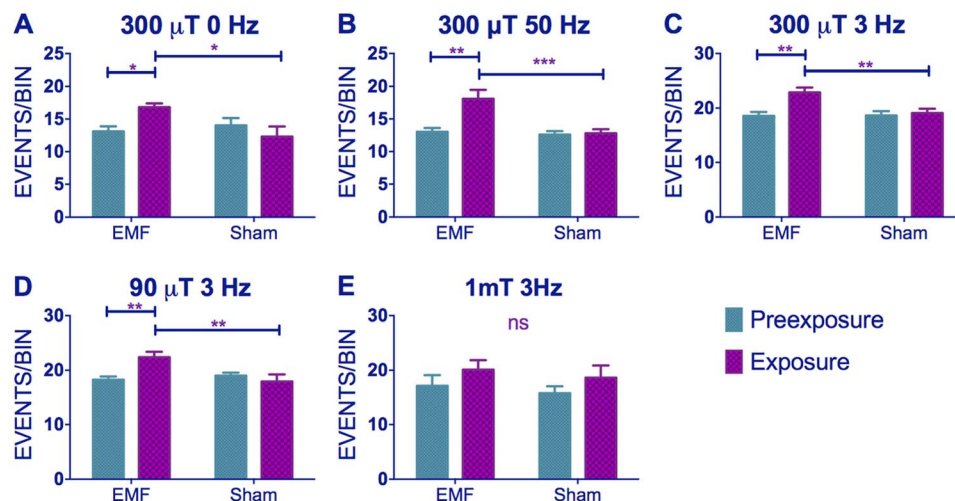 A 300 µT 0 Hz
EVENTS/BIN
25
20
15
10
5
0
*
*
EMF Sham
B 300 µT 50 Hz
EVENTS/BIN
25
20
15
10
5
0
**
***
EMF Sham
C 300 µT 3 Hz
EVENTS/BIN
30
20
10
0
**
**
EMF Sham
D 90 µT 3 Hz
EVENTS/BIN
30
20
10
0
**
**
EMF Sham
E 1mT 3Hz
EVENTS/BIN
30
20
10
0
ns
EMF Sham
Preexposure
Exposure